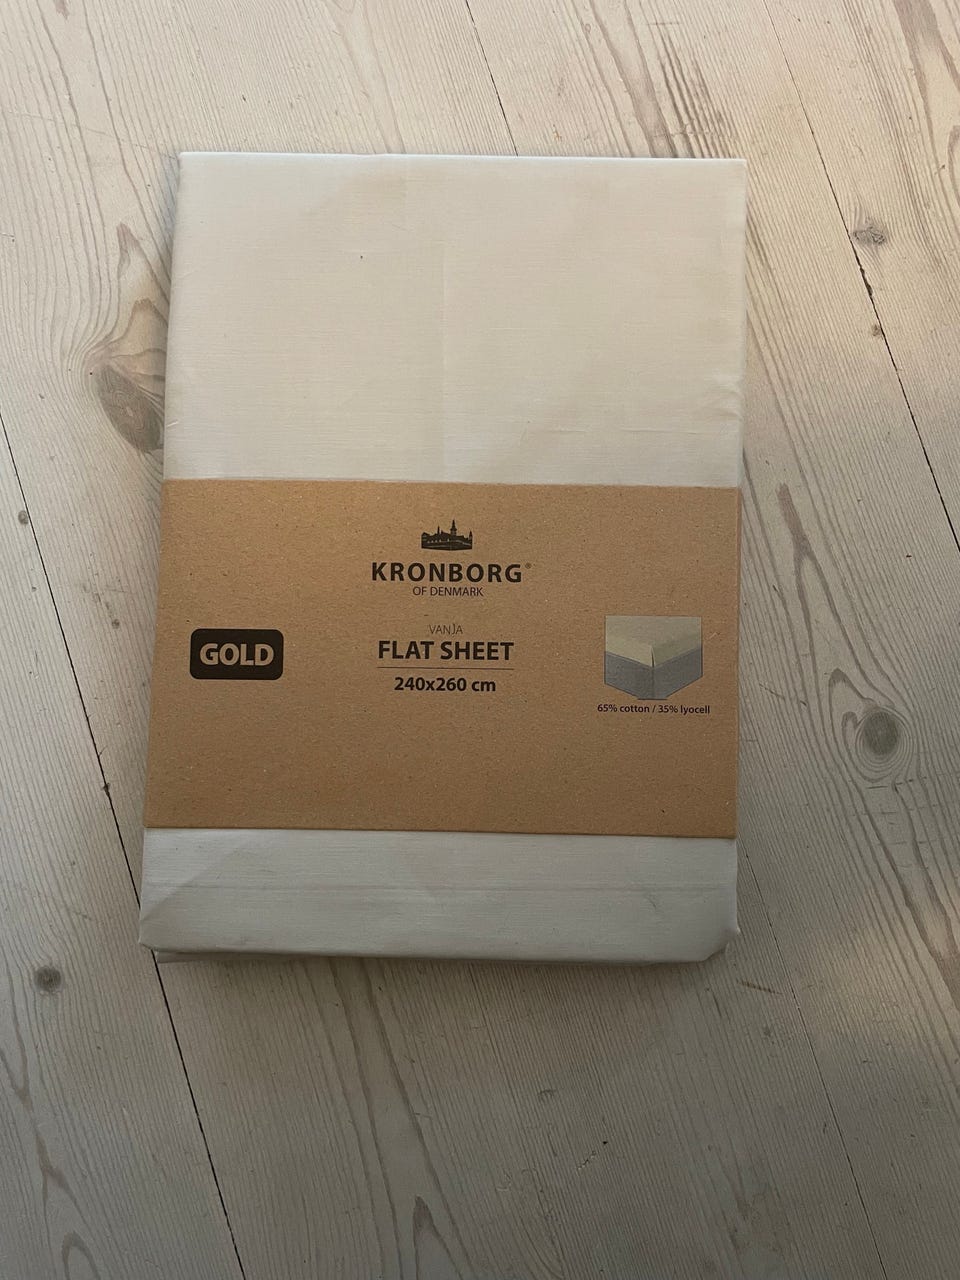 KRONBORG®
OF DENMARK
VANJA
FLAT SHEET
240x260 cm
GOLD
65% cotton / 35% lyocell